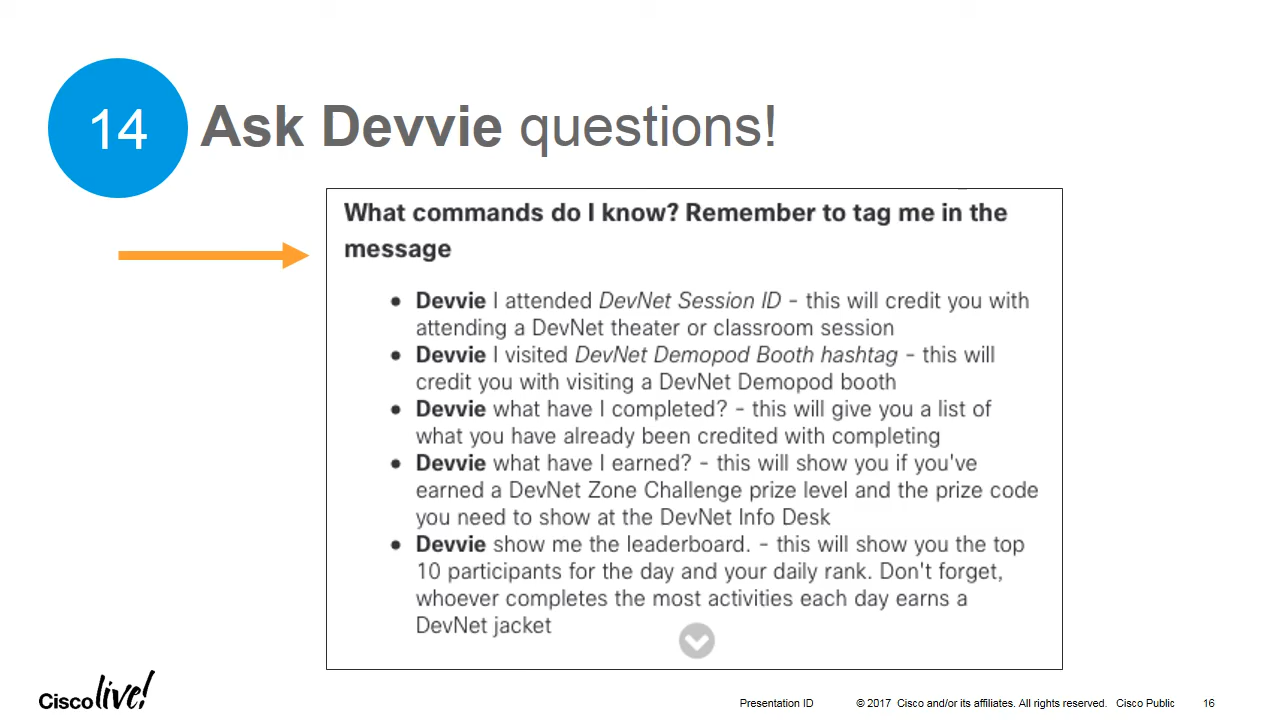 14
Ask Devvie questions!
What commands do I know? Remember to tag me in the
message
• Devvie I attended DevNet Session ID - this will credit you with
attending a DevNet theater or classroom session
• Devvie I visited DevNet Demopod Booth hashtag - this will
credit you with visiting a DevNet Demopod booth
• Devvie what have I completed? - this will give you a list of
what you have already been credited with completing
• Devvie what have I earned? - this will show you if you've
earned a DevNet Zone Challenge prize level and the prize code
you need to show at the DevNet Info Desk
• Devvie show me the leaderboard. - this will show you the top
10 participants for the day and your daily rank. Don't forget,
whoever completes the most activities each day earns a
DevNet jacket
Cisco live!
Presentation ID © 2017 Cisco and/or its affiliates. All rights reserved. Cisco Public 16